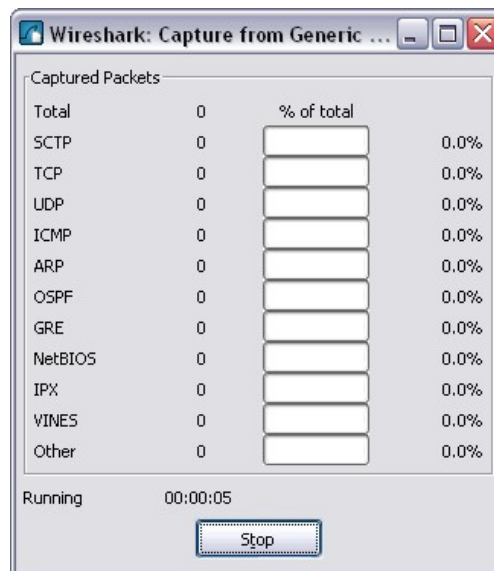 Wireshark: Capture from Generic ...
Captured Packets
Total 0 % of total
SCTP 0 0.0%
TCP 0 0.0%
UDP 0 0.0%
ICMP 0 0.0%
ARP 0 0.0%
OSPF 0 0.0%
GRE 0 0.0%
NetBIOS 0 0.0%
IPX 0 0.0%
VINES 0 0.0%
Other 0 0.0%
Running 00:00:05
Stop